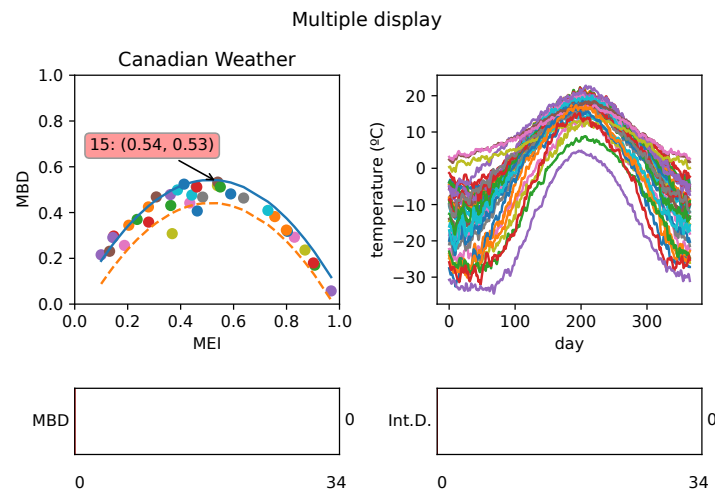 Multiple display
Canadian Weather
1.0
0.8
0.6
0.4
0.2
0.0
MBD
15: (0.54, 0.53)
0.0 0.2 0.4 0.6 0.8 1.0
MEI
20
10
0
−10
−20
−30
temperature (ºC)
0 100 200 300
day
MBD 0
0 34
Int.D. 0
0 34